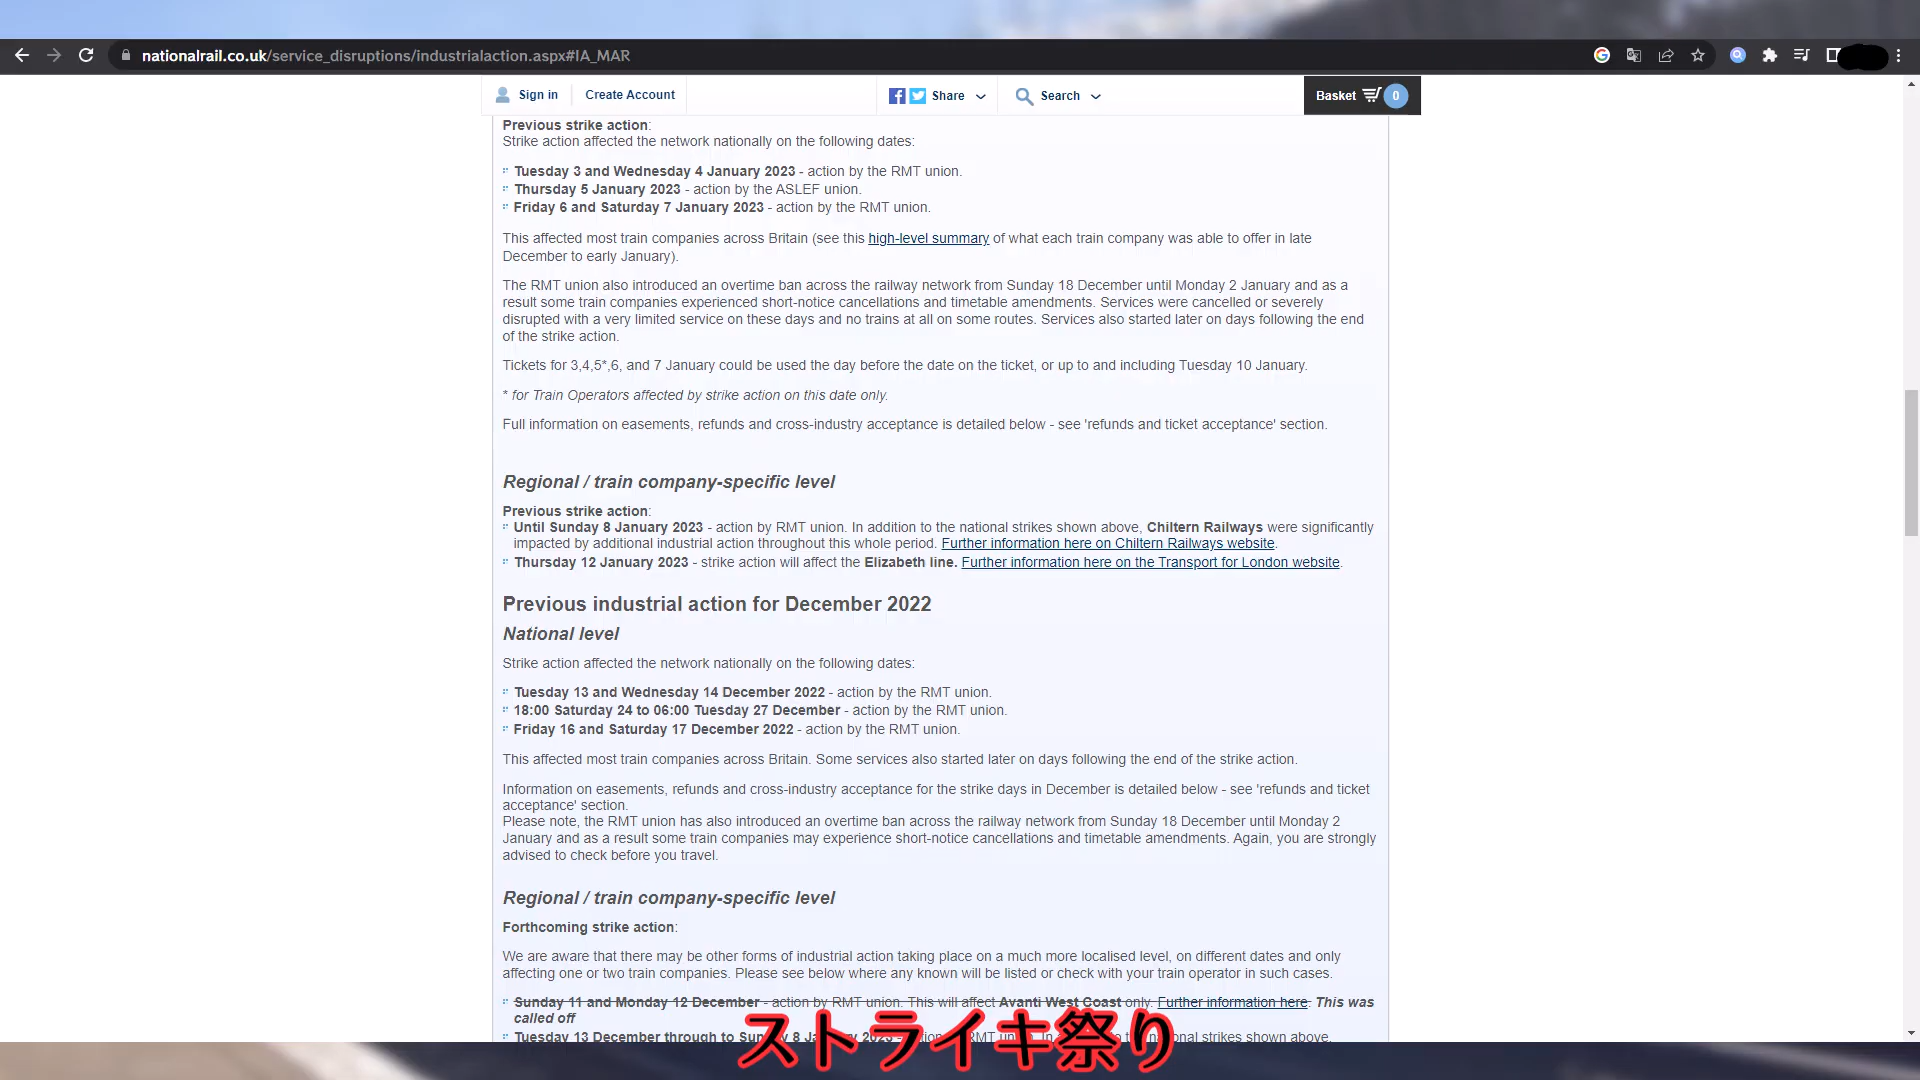 nationalrail.co.uk/service_disruptions/industrialaction.aspx#IA_MAR
Sign in
Create Account
Share
Search
Basket 0
Previous strike action:
Strike action affected the network nationally on the following dates:
Tuesday 3 and Wednesday 4 January 2023 - action by the RMT union.
Thursday 5 January 2023 - action by the ASLEF union.
Friday 6 and Saturday 7 January 2023 - action by the RMT union.
This affected most train companies across Britain (see this high-level summary of what each train company was able to offer in late
December to early January).
The RMT union also introduced an overtime ban across the railway network from Sunday 18 December until Monday 2 January and as a
result some train companies experienced short-notice cancellations and timetable amendments. Services were cancelled or severely
disrupted with a very limited service on these days and no trains at all on some routes. Services also started later on days following the end
of the strike action.
Tickets for 3,4,5*,6, and 7 January could be used the day before the date on the ticket, or up to and including Tuesday 10 January.
* for Train Operators affected by strike action on this date only.
Full information on easements, refunds and cross-industry acceptance is detailed below - see 'refunds and ticket acceptance' section.
Regional / train company-specific level
Previous strike action:
Until Sunday 8 January 2023 - action by RMT union. In addition to the national strikes shown above, Chiltern Railways were significantly
impacted by additional industrial action throughout this whole period. Further information here on Chiltern Railways website.
Thursday 12 January 2023 - strike action will affect the Elizabeth line. Further information here on the Transport for London website.
Previous industrial action for December 2022
National level
Strike action affected the network nationally on the following dates:
Tuesday 13 and Wednesday 14 December 2022 - action by the RMT union.
18:00 Saturday 24 to 06:00 Tuesday 27 December - action by the RMT union.
Friday 16 and Saturday 17 December 2022 - action by the RMT union.
This affected most train companies across Britain. Some services also started later on days following the end of the strike action.
Information on easements, refunds and cross-industry acceptance for the strike days in December is detailed below - see 'refunds and ticket
acceptance' section.
Please note, the RMT union has also introduced an overtime ban across the railway network from Sunday 18 December until Monday 2
January and as a result some train companies may experience short-notice cancellations and timetable amendments. Again, you are strongly
advised to check before you travel.
Regional / train company-specific level
Forthcoming strike action:
We are aware that there may be other forms of industrial action taking place on a much more localised level, on different dates and only
affecting one or two train companies. Please see below where any known will be listed or check with your train operator in such cases.
Sunday 11 and Monday 12 December - action by RMT union. This will affect Avanti West Coast only. Further information here. This was
called off
Tuesday 13 December through to 8 January 2023 RMT strikes shown above,
ストライキ祭り